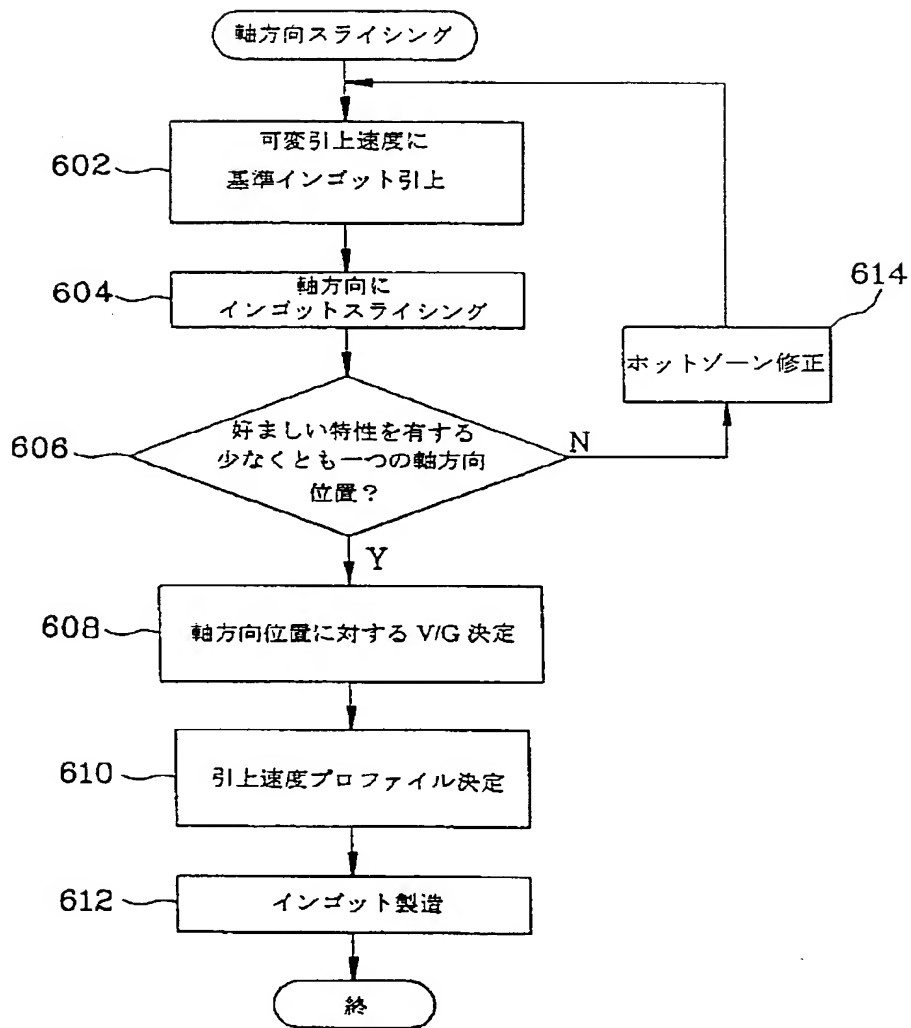 軸方向スライシング
602
可変引上速度に
基準インゴット引上
604
軸方向に
インゴットスライシング
614
ホットゾーン修正
606
好ましい特性を有する
少なくとも一つの軸方向
位置?
N
Y
608
軸方向位置に対する V/G 決定
610
引上速度プロファイル決定
612
インゴット製造
終